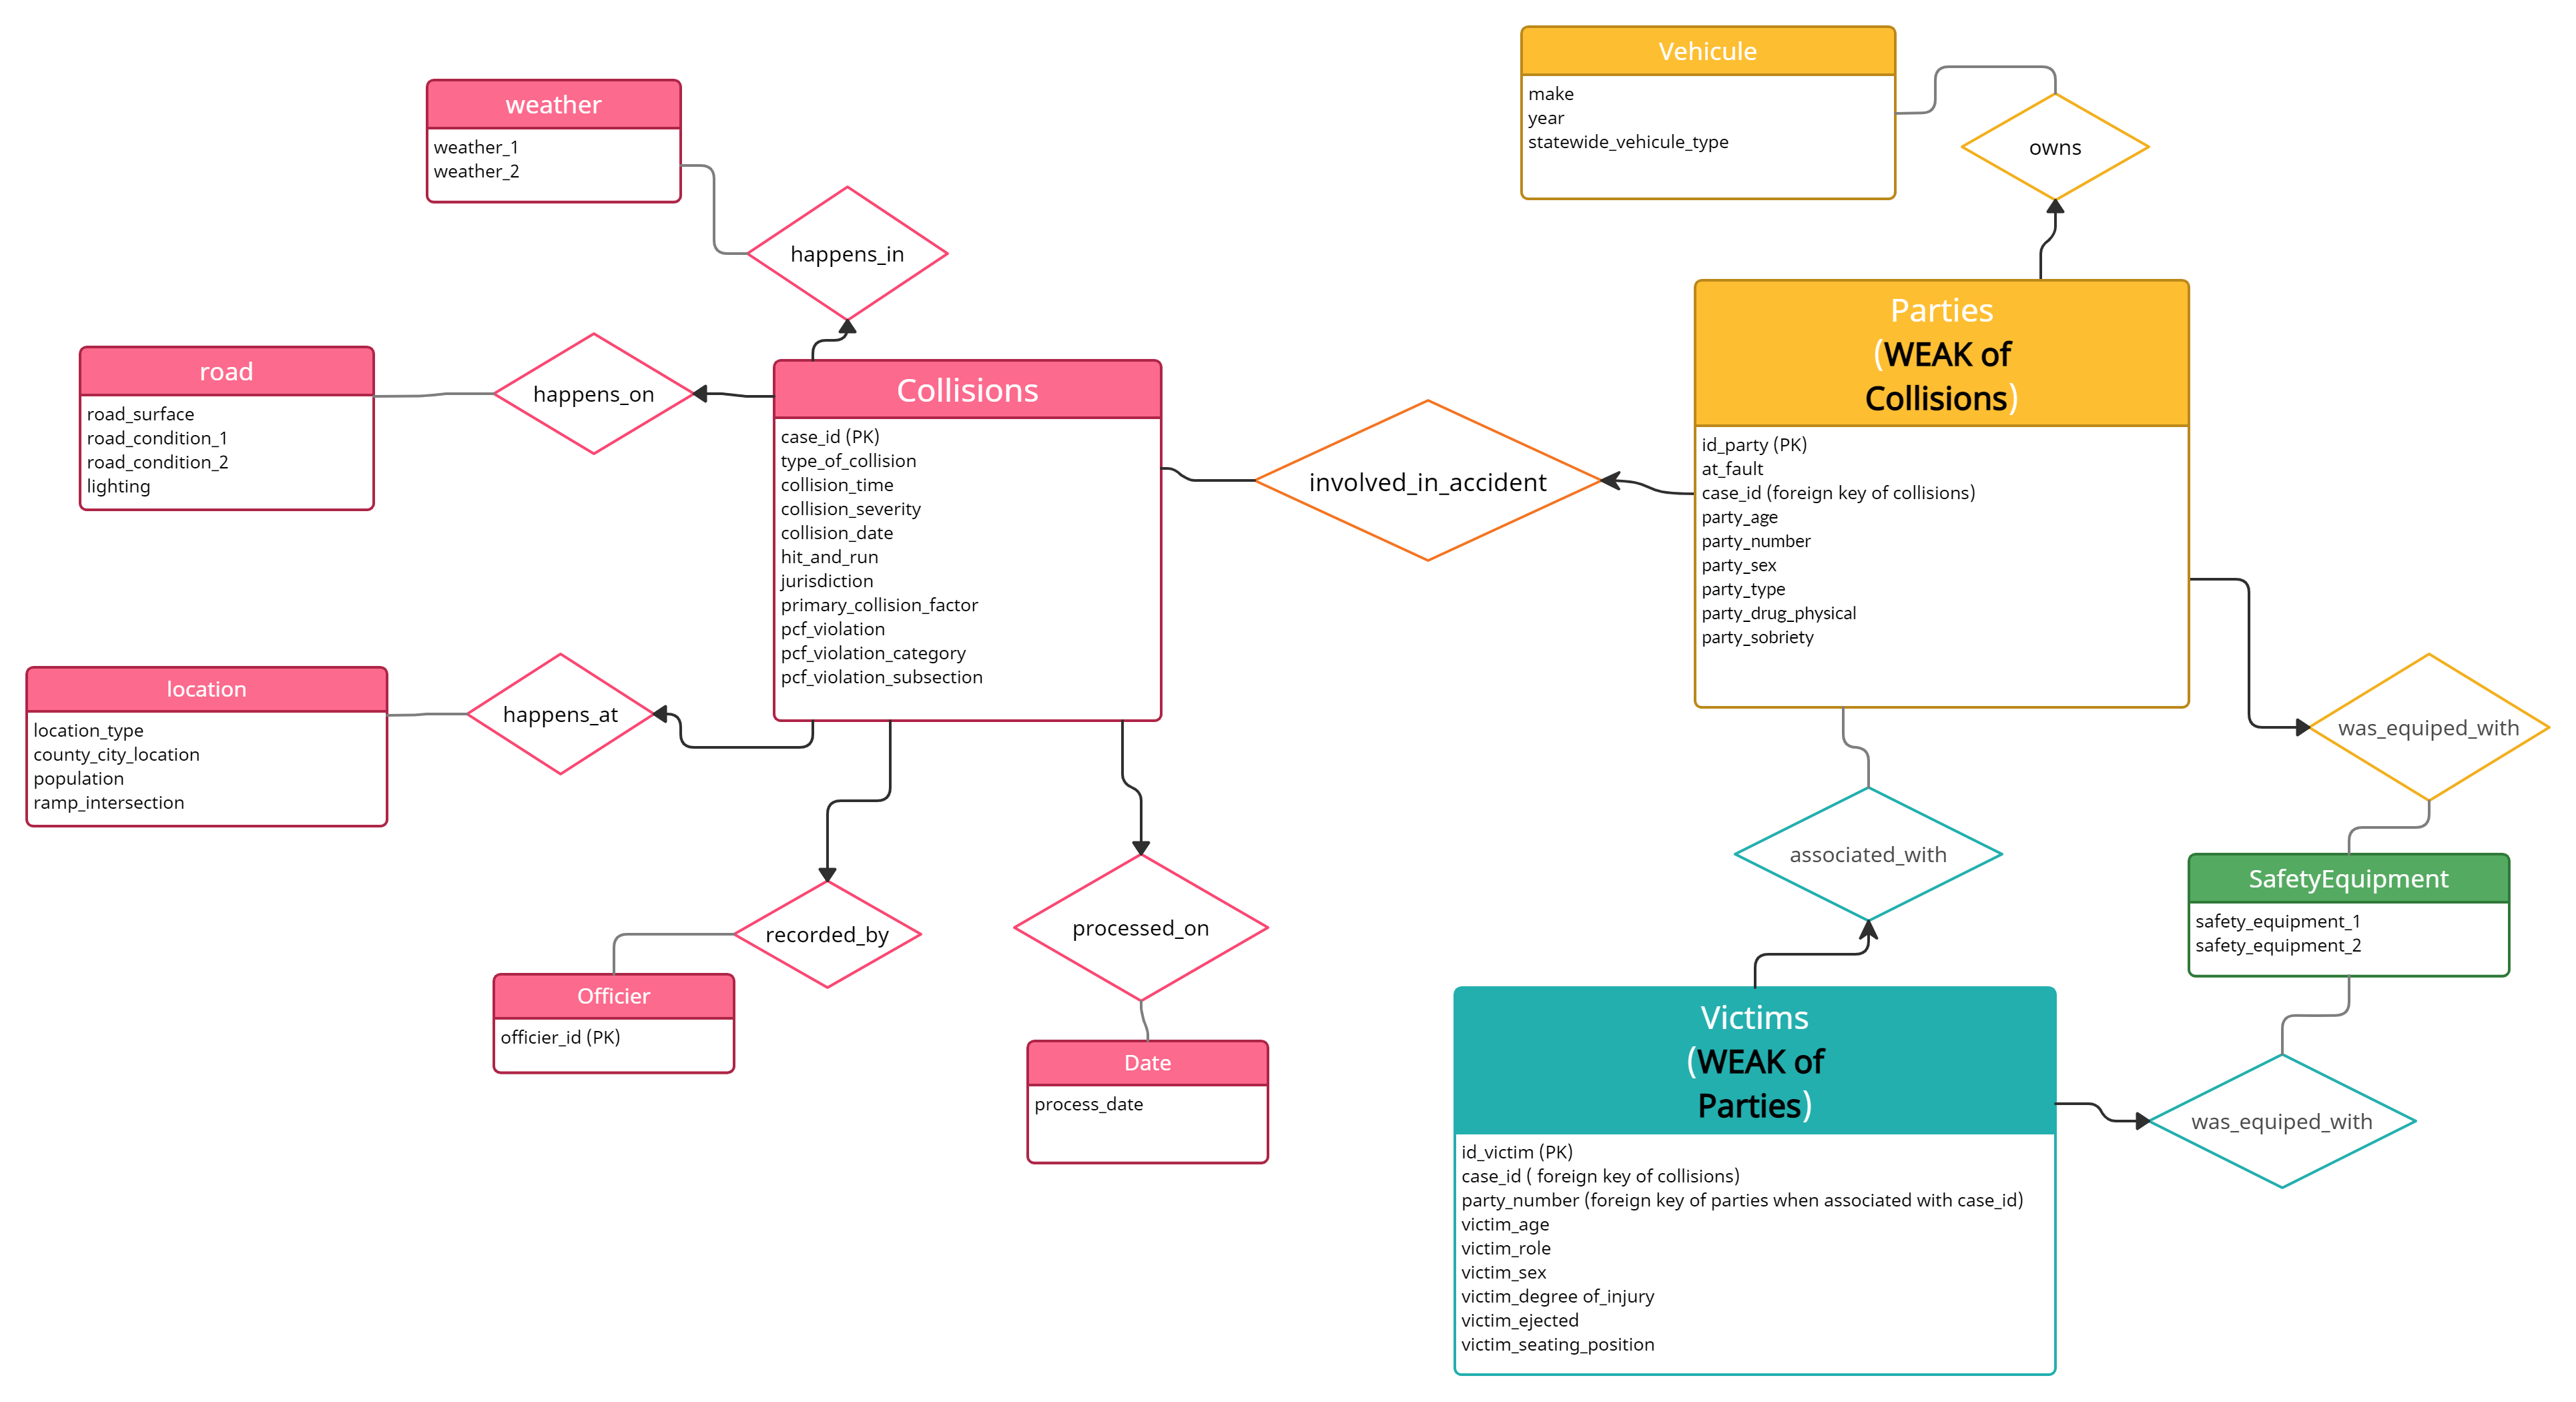 Vehicule
make
year
statewide_vehicule_type
owns
weather
weather_1
weather_2
happens_in
road
road_surface
road_condition_1
road_condition_2
lighting
happens_on
Collisions
case_id (PK)
type_of_collision
collision_time
collision_severity
collision_date
hit_and_run
jurisdiction
primary_collision_factor
pcf_violation
pcf_violation_category
pcf_violation_subsection
involved_in_accident
Parties
(WEAK of
Collisions)
id_party (PK)
at_fault
case_id (foreign key of collisions)
party_age
party_number
party_sex
party_type
party_drug_physical
party_sobriety
location
location_type
county_city_location
population
ramp_intersection
happens_at
was_equiped_with
associated_with
SafetyEquipment
safety_equipment_1
safety_equipment_2
recorded_by
processed_on
Officier
officier_id (PK)
Date
process_date
Victims
(WEAK of
Parties)
id_victim (PK)
case_id ( foreign key of collisions)
party_number (foreign key of parties when associated with case_id)
victim_age
victim_role
victim_sex
victim_degree of_injury
victim_ejected
victim_seating_position
was_equiped_with